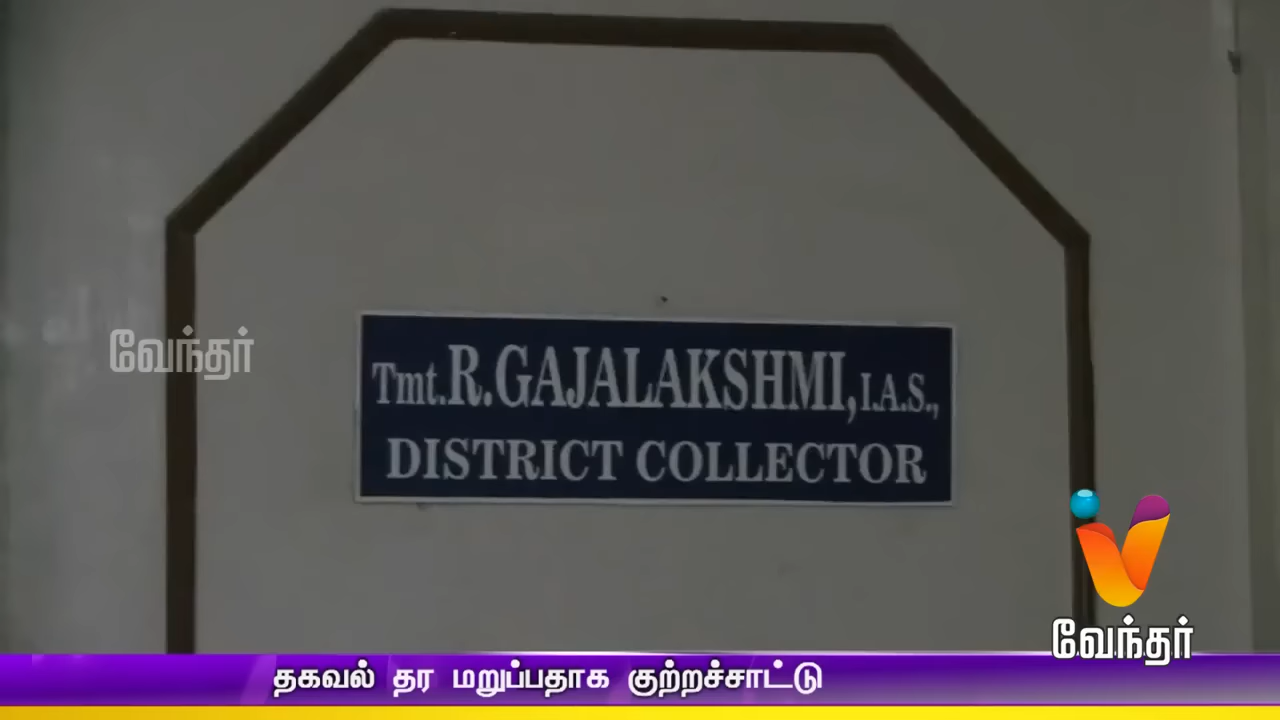 வேந்தர்
Tmt.R.GAJALAKSHMI,I.A.S.,
DISTRICT COLLECTOR
வேந்தர்
தகவல் தர மறுப்பதாக குற்றச்சாட்டு